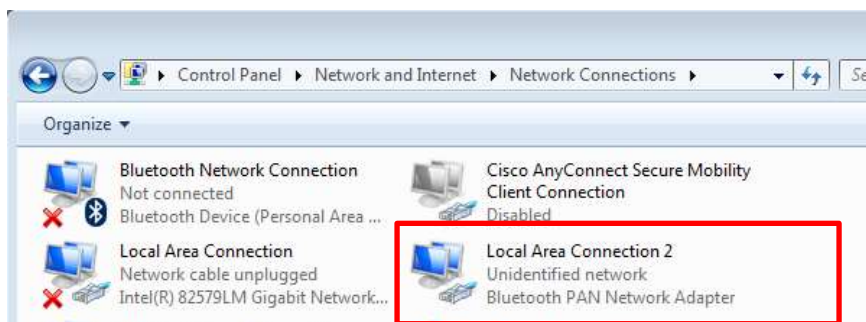 Control Panel ▸ Network and Internet ▸ Network Connections ▸
Se
Organize
Bluetooth Network Connection
Not connected
Bluetooth Device (Personal Area ...
Cisco AnyConnect Secure Mobility
Client Connection
Disabled
Local Area Connection
Network cable unplugged
Intel(R) 82579LM Gigabit Network...
Local Area Connection 2
Unidentified network
Bluetooth PAN Network Adapter